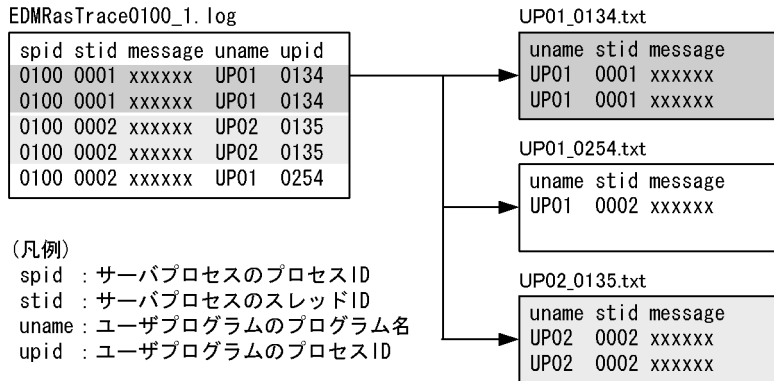 EDMRasTrace0100_1.log
spid stid message uname upid
0100 0001 xxxxxx UP01 0134
0100 0001 xxxxxx UP01 0134
0100 0002 xxxxxx UP02 0135
0100 0002 xxxxxx UP02 0135
0100 0002 xxxxxx UP01 0254
UP01_0134.txt
uname stid message
UP01 0001 xxxxxx
UP01 0001 xxxxxx
UP01_0254.txt
uname stid message
UP01 0002 xxxxxx
UP02_0135.txt
uname stid message
UP02 0002 xxxxxx
UP02 0002 xxxxxx
(凡例)
spid :サーバプロセスのプロセスID
stid :サーバプロセスのスレッドID
uname:ユーザプログラムのプログラム名
upid :ユーザプログラムのプロセスID